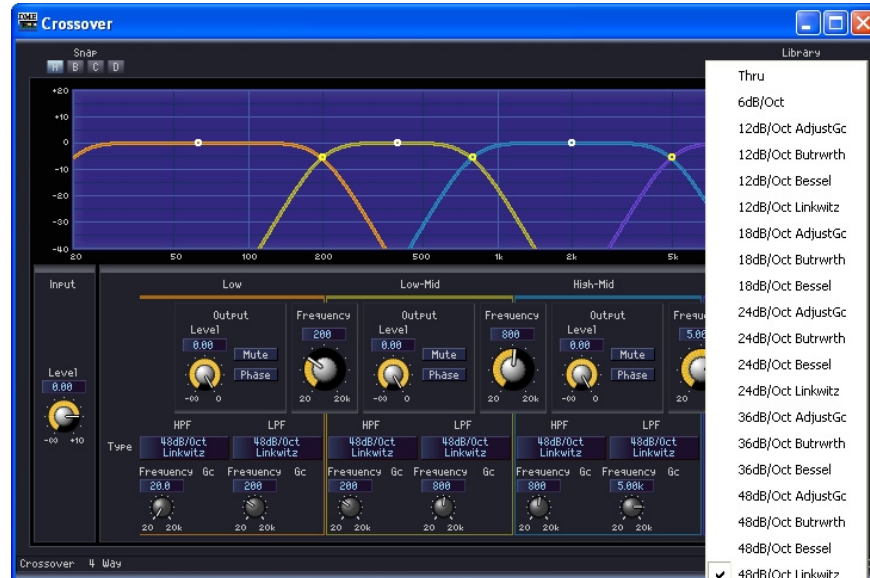 DME Crossover
Snap Library
A B C D
+20
+10
0
-10
-20
-30
-40
20 50 100 200 500 1k 2k 5k
Input
Level
0.00
-∞ +10
Low Low-Mid High-Mid
Output Frequency Output Frequency Output
Level 200 Level 800 Level 5.00
0.00 Mute 0.00 Mute 0.00 Mute
Phase Phase Phase
-∞ 0 20 20k -∞ 0 20 20k -∞ 0 20
HPF LPF HPF LPF HPF LPF
Type 48dB/Oct 48dB/Oct 48dB/Oct 48dB/Oct 48dB/Oct 48dB/Oct
Linkwitz Linkwitz Linkwitz Linkwitz Linkwitz Linkwitz
Frequency Gc Frequency Gc Frequency Gc Frequency Gc Frequency Gc Frequency Gc
20.0 200 200 800 800 5.00k
20 20k 20 20k 20 20k 20 20k 20 20k 20 20k
Crossover 4 Way
Thru
6dB/Oct
12dB/Oct AdjustGc
12dB/Oct Butrwrth
12dB/Oct Bessel
12dB/Oct Linkwitz
18dB/Oct AdjustGc
18dB/Oct Butrwrth
18dB/Oct Bessel
24dB/Oct AdjustGc
24dB/Oct Butrwrth
24dB/Oct Bessel
24dB/Oct Linkwitz
36dB/Oct AdjustGc
36dB/Oct Butrwrth
36dB/Oct Bessel
48dB/Oct AdjustGc
48dB/Oct Butrwrth
48dB/Oct Bessel
48dB/Oct Linkwitz